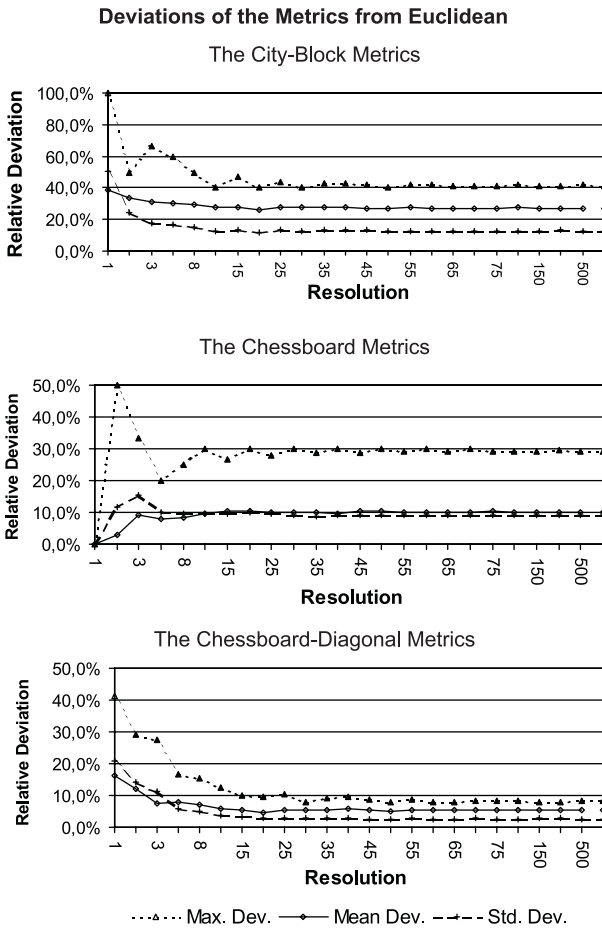 Deviations of the Metrics from Euclidean
The City-Block Metrics
Relative Deviation
100,0%
80,0%
60,0%
40,0%
20,0%
0,0%
1 3 8 15 25 35 45 55 65 75 150 500
Resolution
The Chessboard Metrics
Relative Deviation
50,0%
40,0%
30,0%
20,0%
10,0%
0,0%
1 3 8 15 25 35 45 55 65 75 150 500
Resolution
The Chessboard-Diagonal Metrics
Relative Deviation
50,0%
40,0%
30,0%
20,0%
10,0%
0,0%
1 3 8 15 25 35 45 55 65 75 150 500
Resolution
Max. Dev. Mean Dev. Std. Dev.